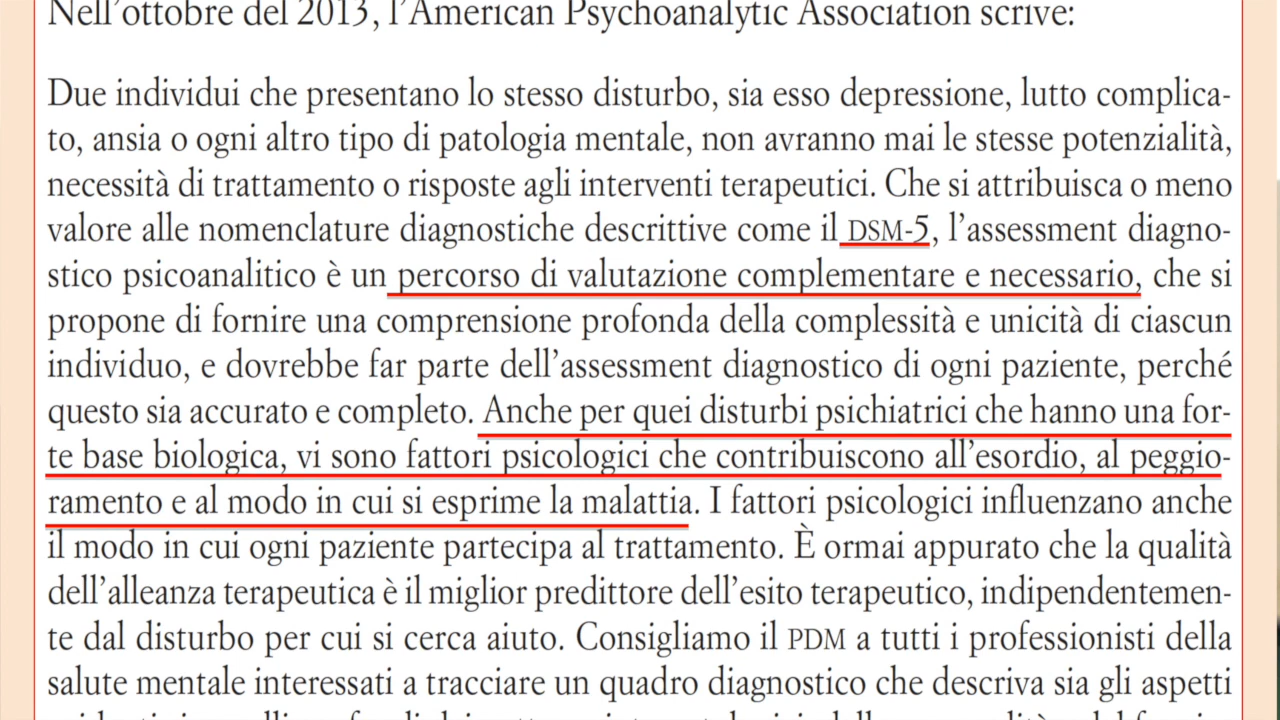 Nell'ottobre del 2013, l'American Psychoanalytic Association scrive:
Due individui che presentano lo stesso disturbo, sia esso depressione, lutto complica-
to, ansia o ogni altro tipo di patologia mentale, non avranno mai le stesse potenzialità,
necessità di trattamento o risposte agli interventi terapeutici. Che si attribuisca o meno
valore alle nomenclature diagnostiche descrittive come il DSM-5, l'assessment diagno-
stico psicoanalitico è un percorso di valutazione complementare e necessario, che si
propone di fornire una comprensione profonda della complessità e unicità di ciascun
individuo, e dovrebbe far parte dell'assessment diagnostico di ogni paziente, perché
questo sia accurato e completo. Anche per quei disturbi psichiatrici che hanno una for-
te base biologica, vi sono fattori psicologici che contribuiscono all'esordio, al peggio-
ramento e al modo in cui si esprime la malattia. I fattori psicologici influenzano anche
il modo in cui ogni paziente partecipa al trattamento. È ormai appurato che la qualità
dell'alleanza terapeutica è il miglior predittore dell'esito terapeutico, indipendentemen-
te dal disturbo per cui si cerca aiuto. Consigliamo il PDM a tutti i professionisti della
salute mentale interessati a tracciare un quadro diagnostico che descriva sia gli aspetti